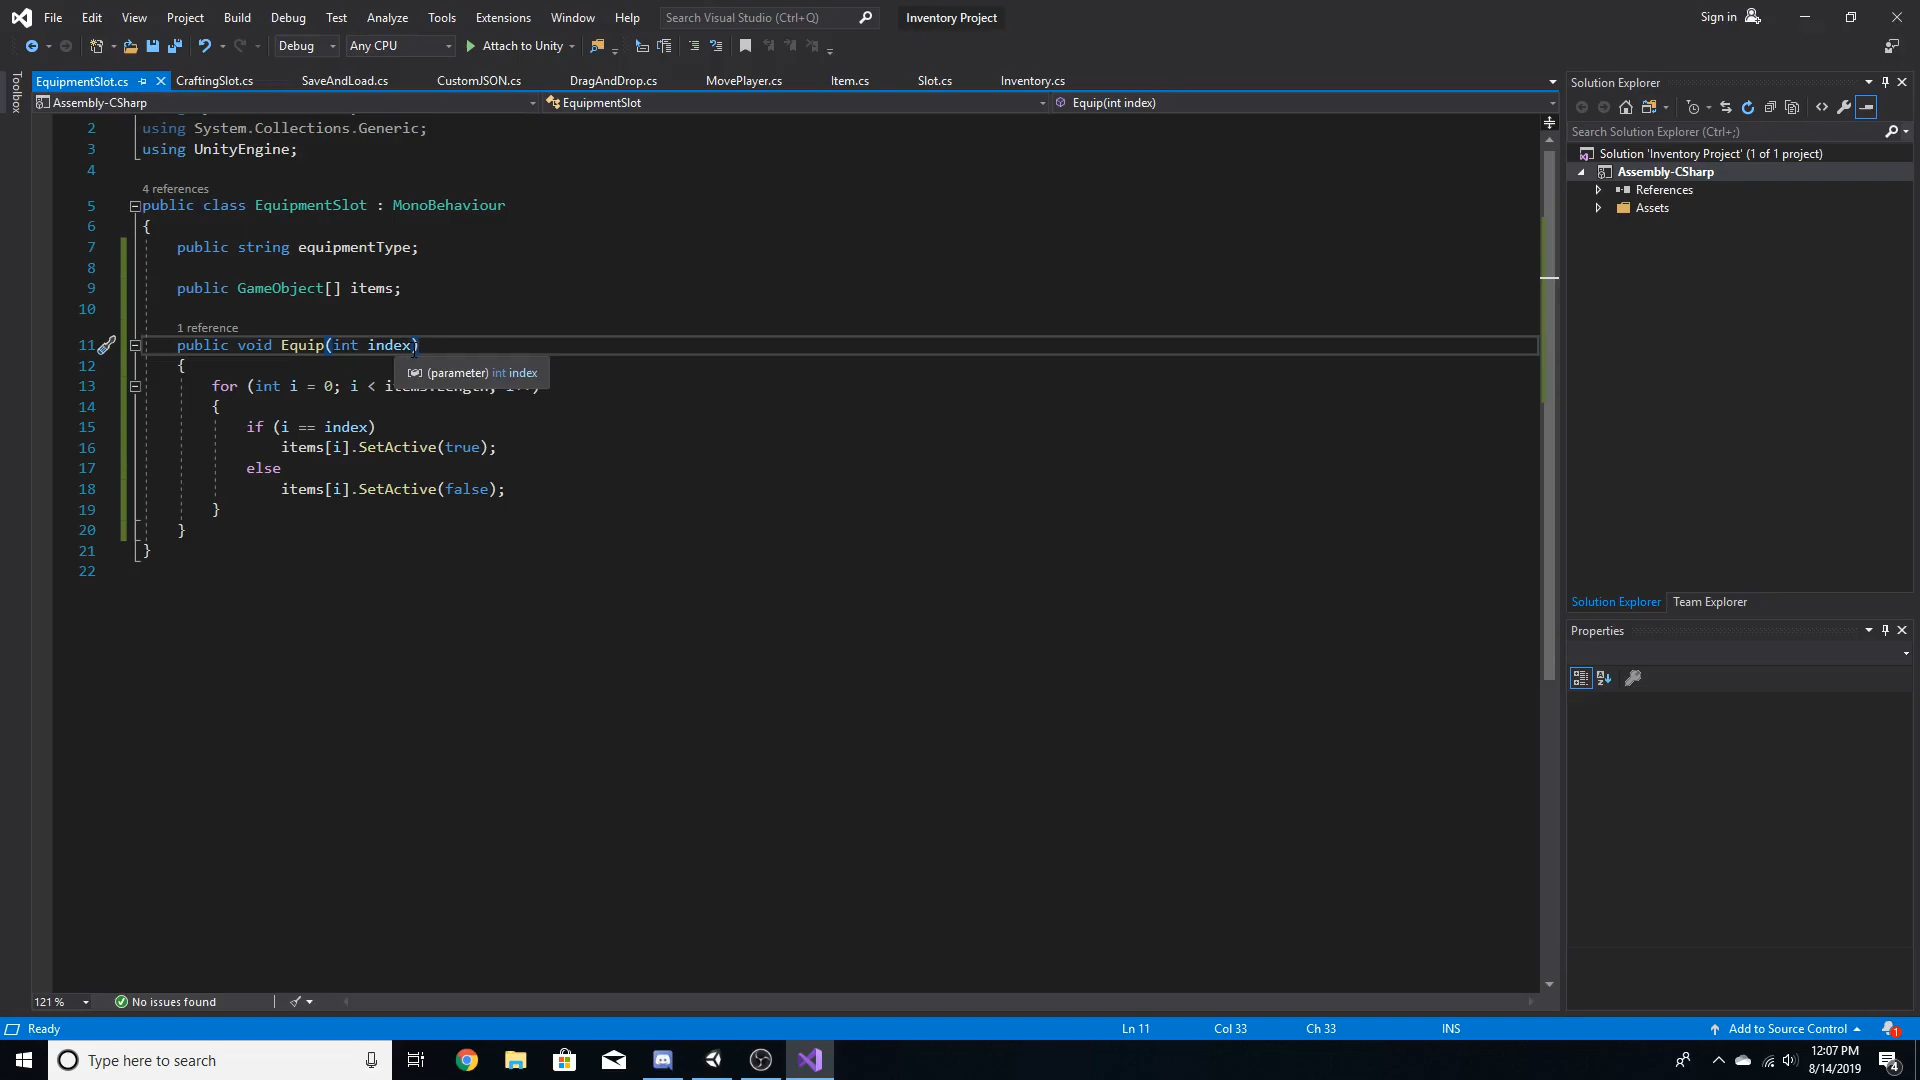 File Edit View Project Build Debug Test Analyze Tools Extensions Window Help Search Visual Studio (Ctrl+Q) Inventory Project Sign in
Debug Any CPU Attach to Unity
Toolbox
EquipmentSlot.cs CraftingSlot.cs SaveAndLoad.cs CustomJSON.cs DragAndDrop.cs MovePlayer.cs Item.cs Slot.cs Inventory.cs
Assembly-CSharp EquipmentSlot Equip(int index)
2 using System.Collections.Generic;
3 using UnityEngine;
4
4 references
5 public class EquipmentSlot : MonoBehaviour
6 {
7 public string equipmentType;
8
9 public GameObject[] items;
10
1 reference
11 public void Equip(int index)
12 {
(parameter) int index
13 for (int i = 0; i <
14 {
15 if (i == index)
16 items[i].SetActive(true);
17 else
18 items[i].SetActive(false);
19 }
20 }
21 }
22
121 % No issues found
Solution Explorer
Search Solution Explorer (Ctrl+;)
Solution 'Inventory Project' (1 of 1 project)
Assembly-CSharp
References
Assets
Solution Explorer Team Explorer
Properties
Ready Ln 11 Col 33 Ch 33 INS Add to Source Control 1
Type here to search 12:07 PM
8/14/2019 4